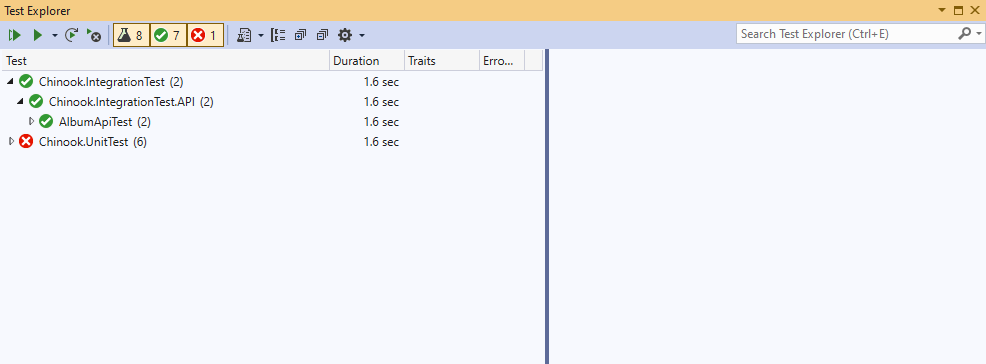 Test Explorer
8 7 1 Search Test Explorer (Ctrl+E)
Test Duration Traits Erro...
Chinook.IntegrationTest (2) 1.6 sec
Chinook.IntegrationTest.API (2) 1.6 sec
AlbumApiTest (2) 1.6 sec
Chinook.UnitTest (6) 1.6 sec